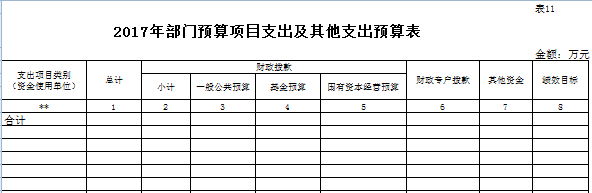 表11
2017年部门预算项目支出及其他支出预算表
金额：万元
支出项目类别（资金使用单位） 总计 财政拨款 财政专户拨款 其他资金 绩效目标
小计 一般公共预算 基金预算 国有资本经营预算
** 1 2 3 4 5 6 7 8
合计